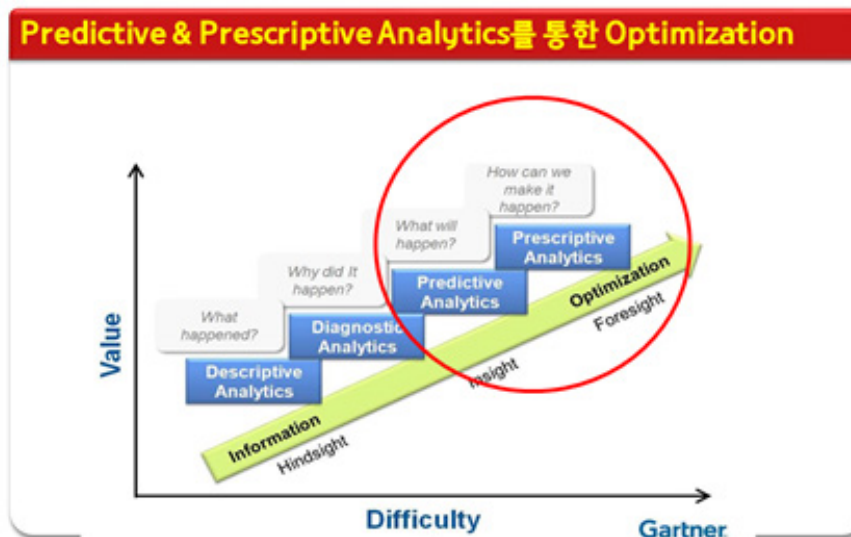 Predictive & Prescriptive Analytics를 통한 Optimization
How can we
make it
happen?
What will
happen?
Prescriptive
Analytics
Why did It
happen?
Predictive
Analytics
Optimization
Foresight
What
happened?
Diagnostic
Analytics
Insight
Descriptive
Analytics
Information
Hindsight
Value
Difficulty
Gartner